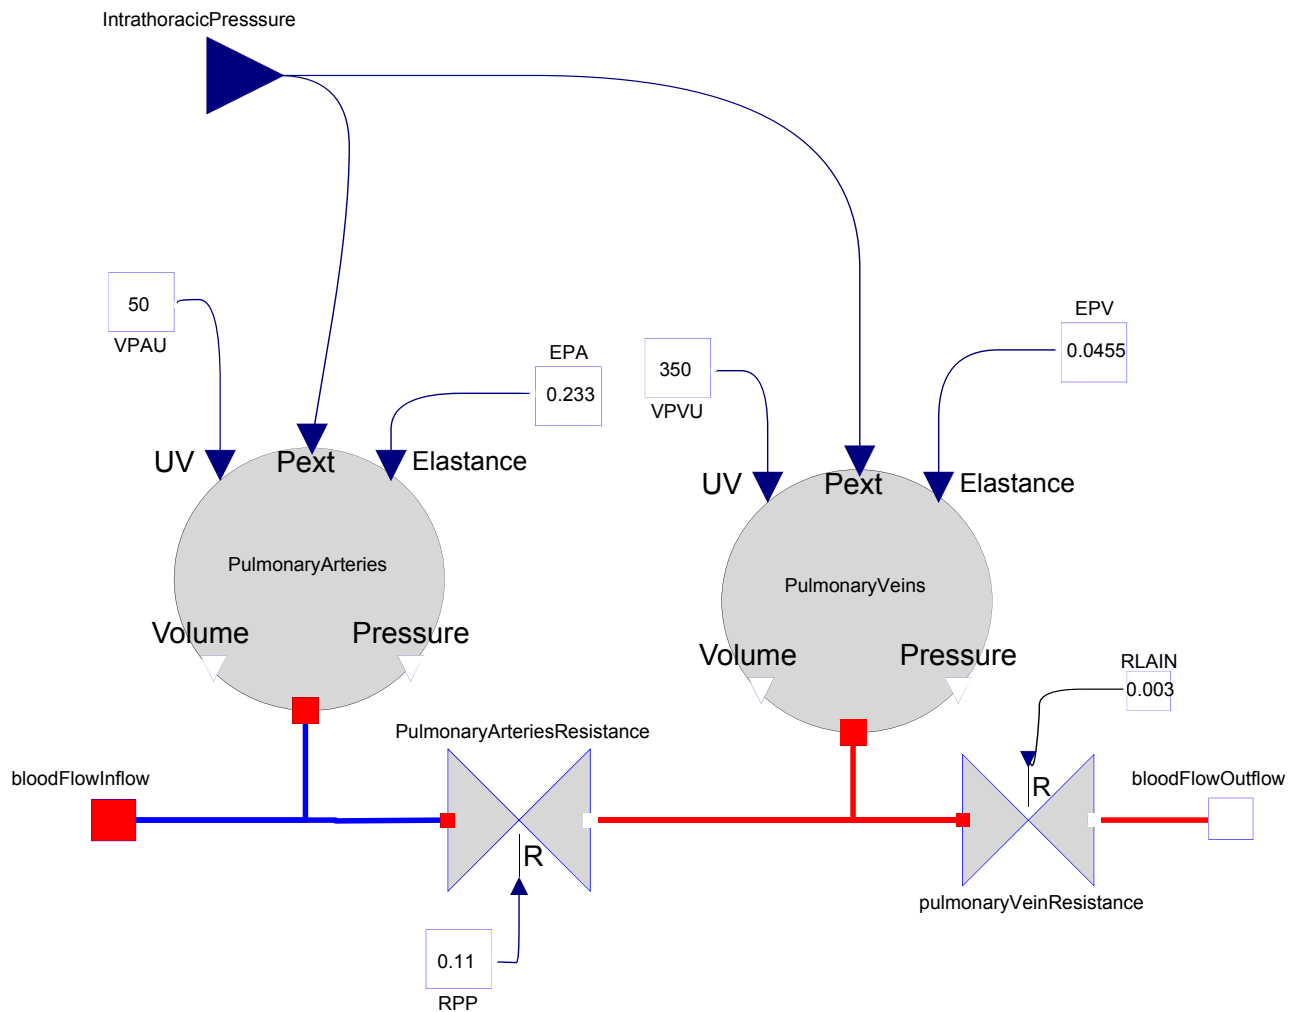 IntrathoracicPresssure
50
VPAU
EPA
0.233
350
VPVU
EPV
0.0455
UV
Pext
Elastance
UV
Pext
Elastance
PulmonaryArteries
PulmonaryVeins
Volume
Pressure
Volume
Pressure
RLAIN
0.003
PulmonaryArteriesResistance
bloodFlowInflow
R
R
bloodFlowOutflow
pulmonaryVeinResistance
0.11
RPP